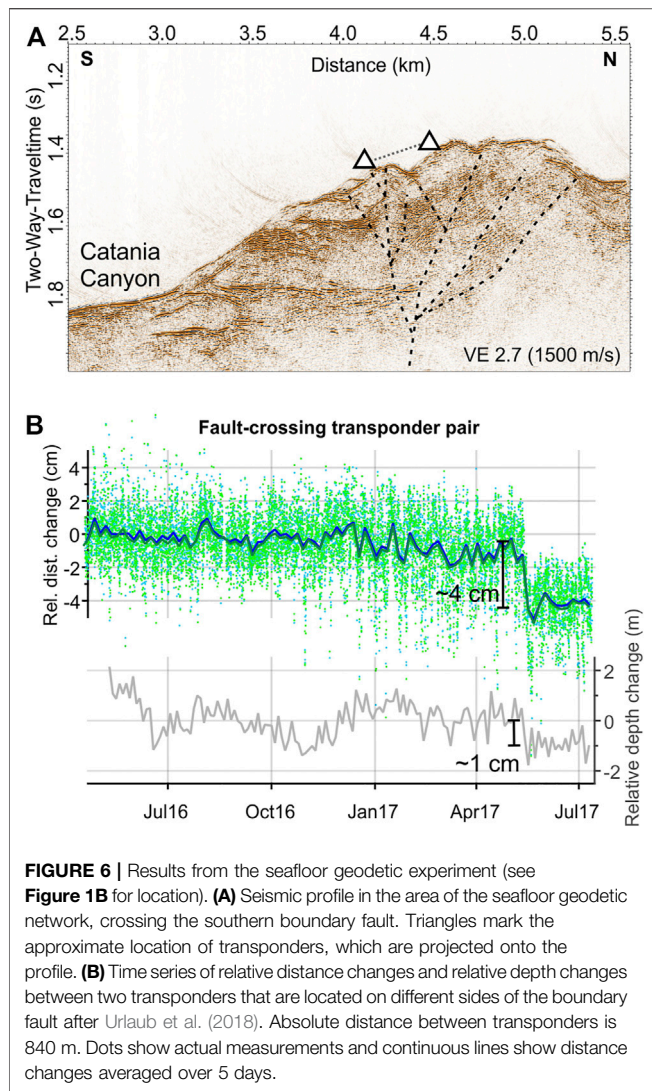 A
2.5 3.0 3.5 4.0 4.5 5.0 5.5
S Distance (km) N
Two-Way-Traveltime (s)
1.2
1.4
1.6
1.8
Catania
Canyon
VE 2.7 (1500 m/s)
B
Fault-crossing transponder pair
Rel. dist. change (cm)
4
2
0
-2
-4
~4 cm
Relative depth change (m)
2
0
-2
~1 cm
Jul16 Oct16 Jan17 Apr17 Jul17
FIGURE 6 | Results from the seafloor geodetic experiment (see
Figure 1B for location). (A) Seismic profile in the area of the seafloor geodetic
network, crossing the southern boundary fault. Triangles mark the
approximate location of transponders, which are projected onto the
profile. (B) Time series of relative distance changes and relative depth changes
between two transponders that are located on different sides of the boundary
fault after Urlaub et al. (2018). Absolute distance between transponders is
840 m. Dots show actual measurements and continuous lines show distance
changes averaged over 5 days.